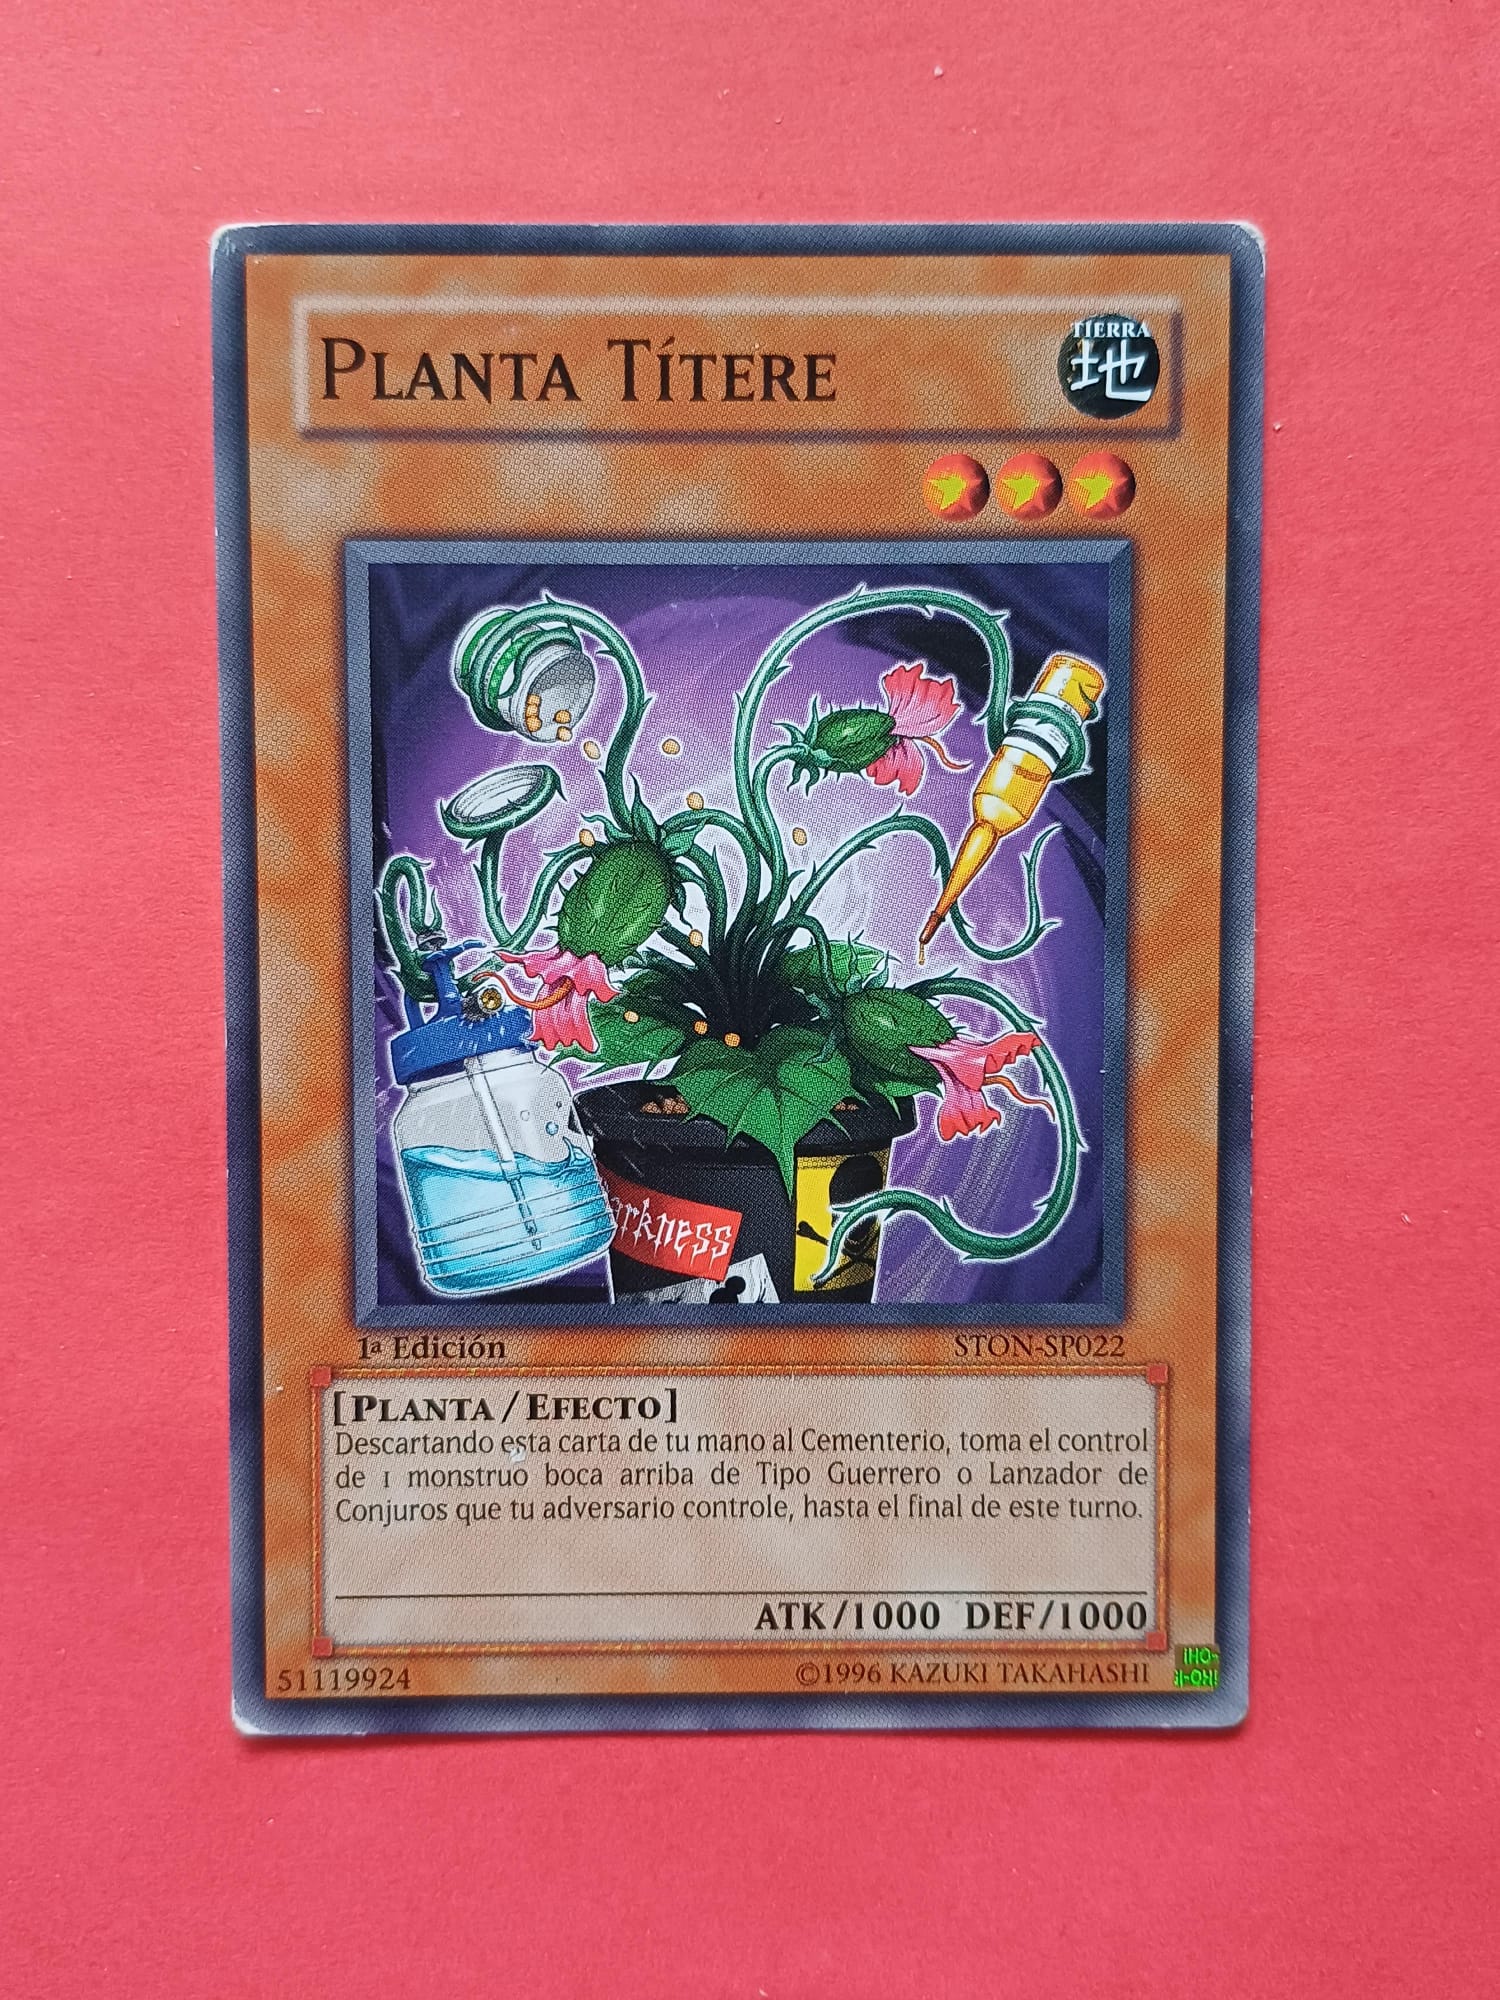 Planta Títere
TIERRA
地
arkness
1ª Edición
STON-SP022
[Planta/Efecto]
Descartando esta carta de tu mano al Cementerio, toma el control
de 1 monstruo boca arriba de Tipo Guerrero o Lanzador de
Conjuros que tu adversario controle, hasta el final de este turno.
ATK/1000 DEF/1000
51119924
©1996 KAZUKI TAKAHASHI